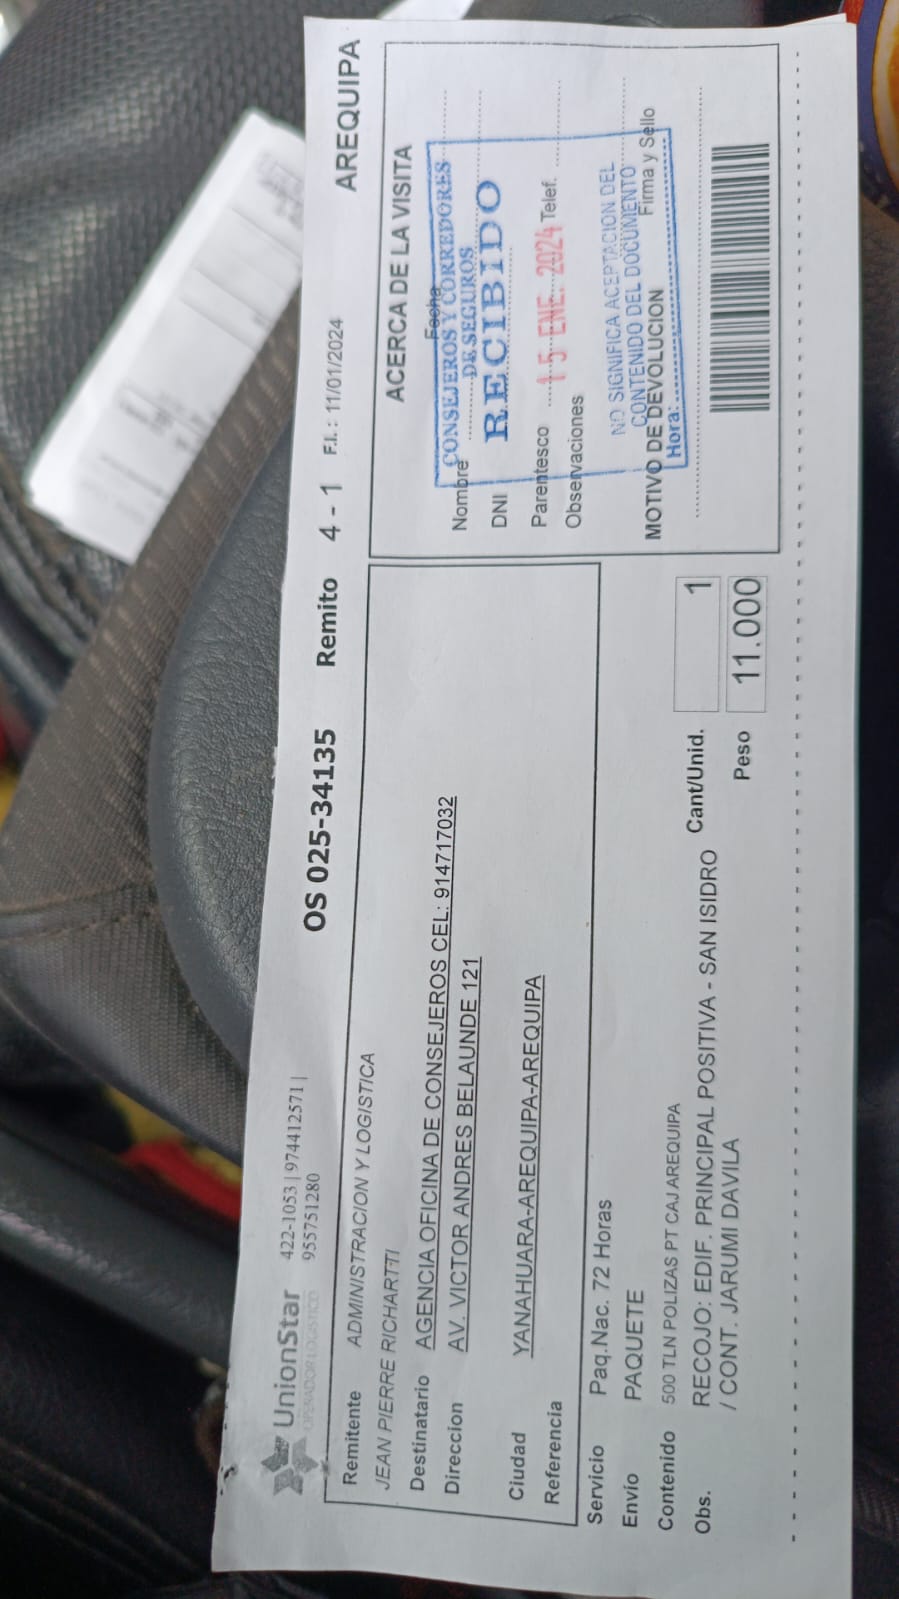 UnionStar
OPERADOR LOGISTICO
422-1053 | 974412571 |
955751280
OS 025-34135 Remito 4 - 1 F.I.: 11/01/2024 AREQUIPA
Remitente ADMINISTRACION Y LOGISTICA
JEAN PIERRE RICHARTTI
Destinatario AGENCIA OFICINA DE CONSEJEROS CEL: 914717032
Direccion AV. VICTOR ANDRES BELAUNDE 121
Ciudad YANAHUARA-AREQUIPA-AREQUIPA
Referencia
Servicio Paq.Nac. 72 Horas
Envío PAQUETE
Contenido 500 TLN POLIZAS PT CAJ AREQUIPA
Obs. RECOJO: EDIF. PRINCIPAL POSITIVA - SAN ISIDRO
/ CONT. JARUMI DAVILA
Cant/Unid. 1
Peso 11.000
ACERCA DE LA VISITA
Fecha
Nombre
DNI
Parentesco Telef.
Observaciones
MOTIVO DE DEVOLUCION Firma y Sello
CONSEJEROS Y CORREDORES
DE SEGUROS
RECIBIDO
15 ENE. 2024
NO SIGNIFICA ACEPTACION DEL
CONTENIDO DEL DOCUMENTO
Hora: